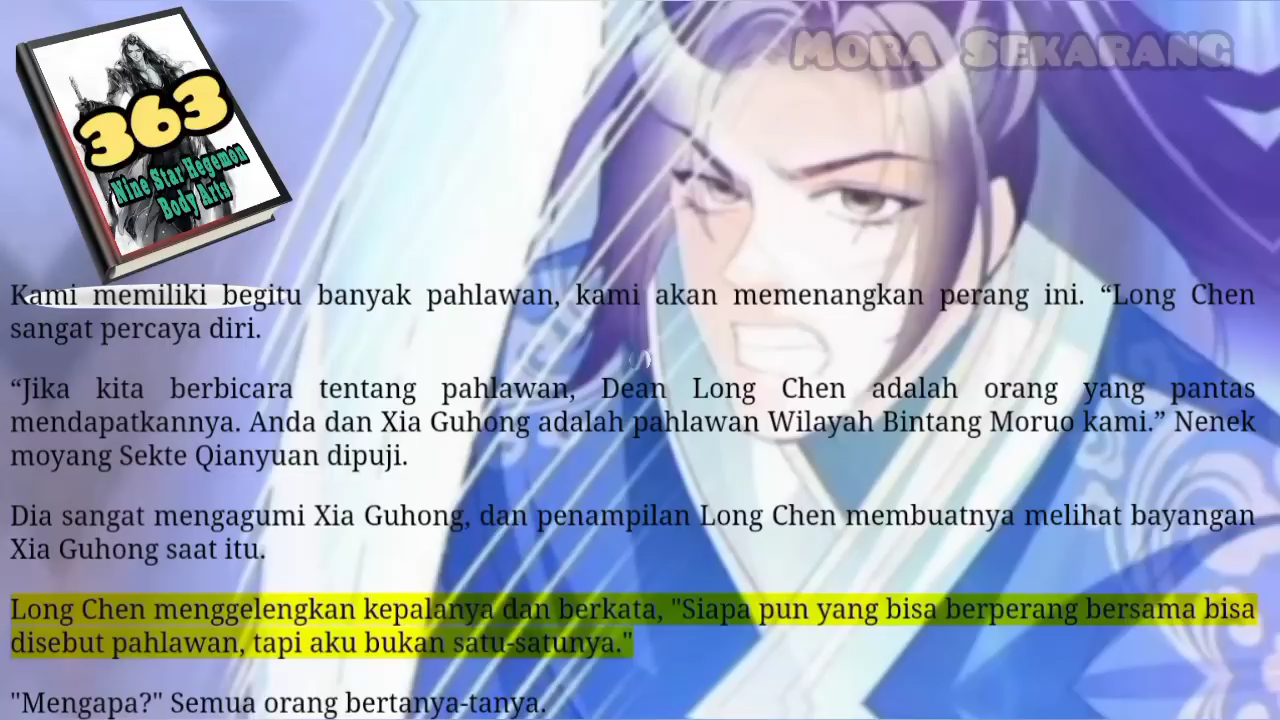 Mora Sekarang
363
Nine Star Hegemon
Body Arts
Kami memiliki begitu banyak pahlawan, kami akan memenangkan perang ini. “Long Chen
sangat percaya diri.
“Jika kita berbicara tentang pahlawan, Dean Long Chen adalah orang yang pantas
mendapatkannya. Anda dan Xia Guhong adalah pahlawan Wilayah Bintang Moruo kami.” Nenek
moyang Sekte Qianyuan dipuji.
Dia sangat mengagumi Xia Guhong, dan penampilan Long Chen membuatnya melihat bayangan
Xia Guhong saat itu.
Long Chen menggelengkan kepalanya dan berkata, "Siapa pun yang bisa berperang bersama bisa
disebut pahlawan, tapi aku bukan satu-satunya."
"Mengapa?" Semua orang bertanya-tanya.